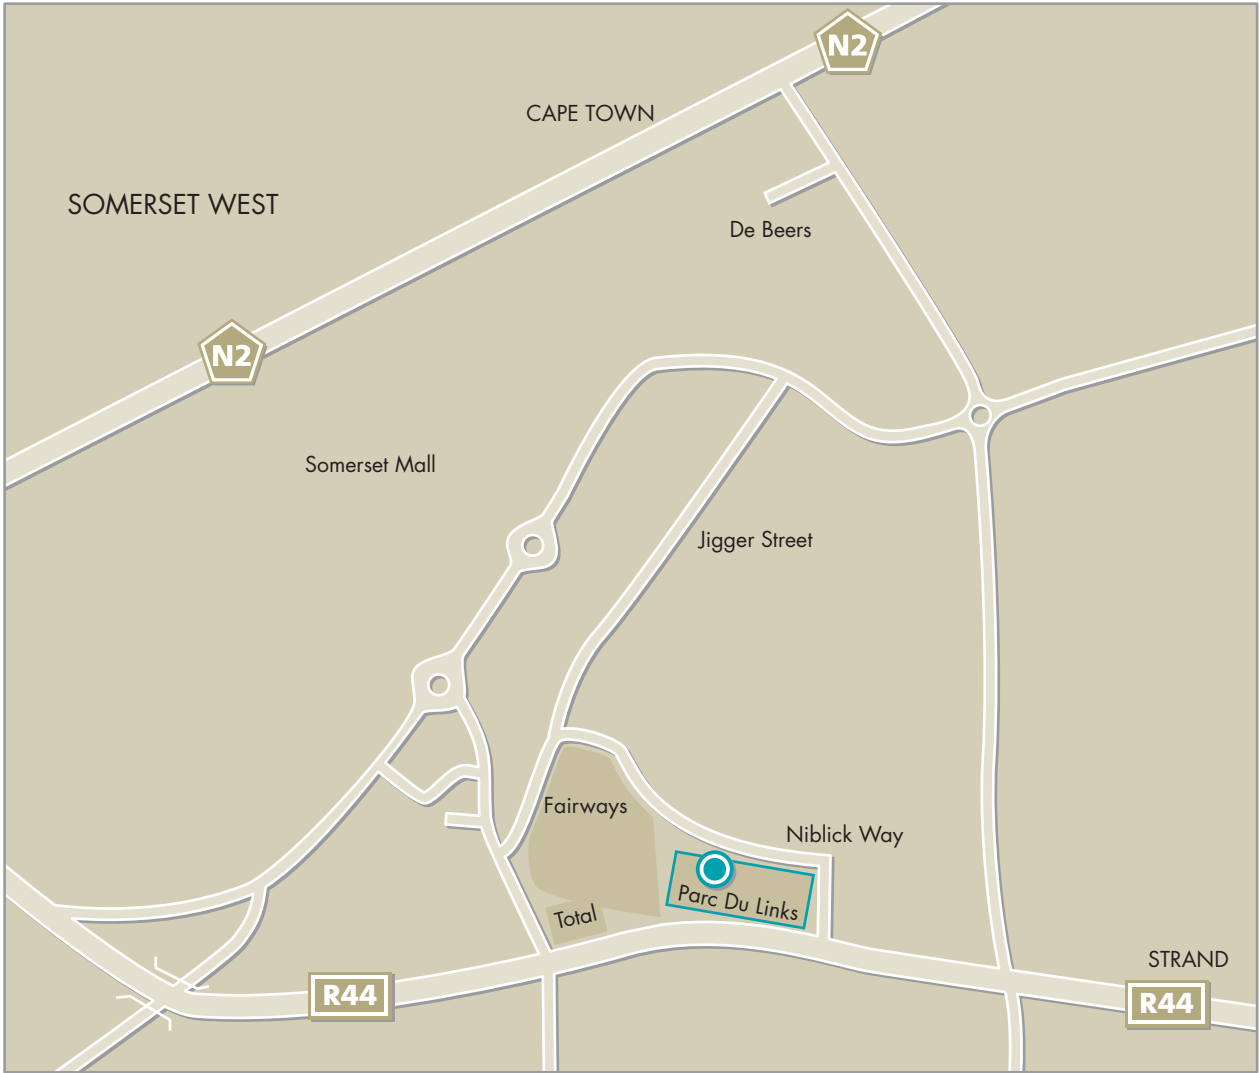 N2
CAPE TOWN
SOMERSET WEST
De Beers
N2
Somerset Mall
Jigger Street
Fairways
Niblick Way
Parc Du Links
Total
STRAND
R44
R44